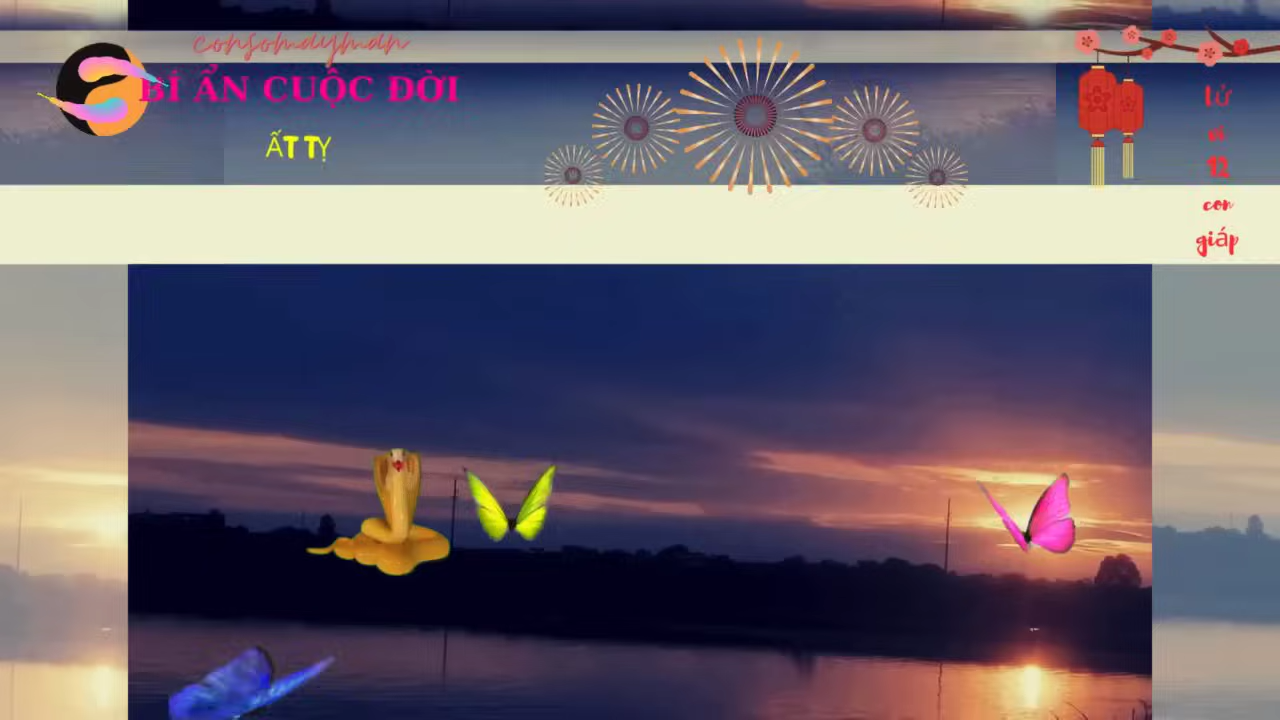 consomayman
BÍ ẨN CUỘC ĐỜI
ẤT TỴ
tử
vi
12
con
giáp